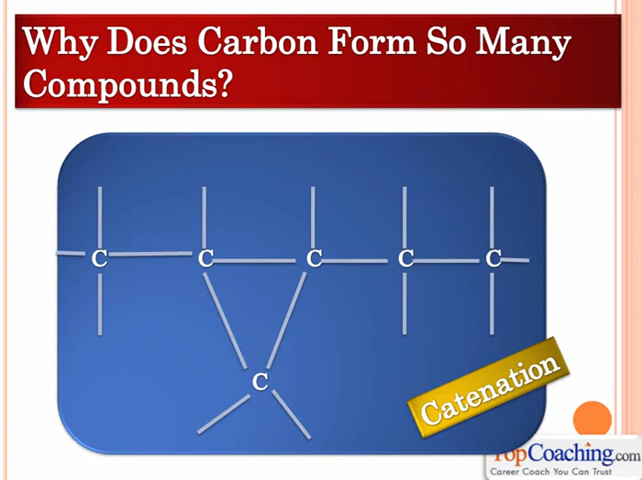 Why Does Carbon Form So Many
Compounds?
C C C C C
C
Catenation
TopCoaching.com
Career Coach You Can Trust